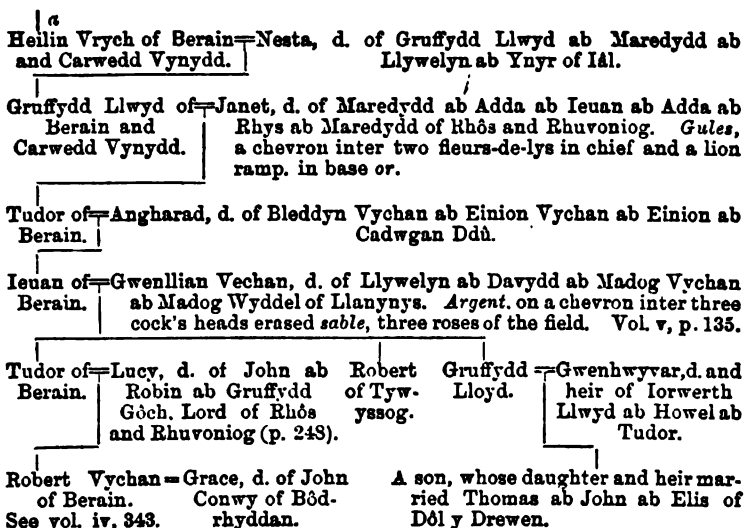 a
Heilin Vrych of Berain=Nesta, d. of Gruffydd Llwyd ab Maredydd ab
and Carwedd Vynydd. Llywelyn ab Ynyr of Iâl.
Gruffydd Llwyd of=Janet, d. of Maredydd ab Adda ab Ieuan ab Adda ab
Berain and Rhys ab Maredydd of Rhôs and Rhuvoniog. Gules,
Carwedd Vynydd. a chevron inter two fleurs-de-lys in chief and a lion
ramp. in base or.
Tudor of=Angharad, d. of Bleddyn Vychan ab Einion Vychan ab Einion ab
Berain. Cadwgan Ddû.
Ieuan of=Gwenllian Vechan, d. of Llywelyn ab Davydd ab Madog Vychan
Berain. ab Madog Wyddel of Llanynys. Argent. on a chevron inter three
cock's heads erased sable, three roses of the field. Vol. v, p. 135.
Tudor of=Lucy, d. of John ab
Berain. Robin ab Gruffydd
Gôch. Lord of Rhôs
and Rhuvoniog (p. 248).
Robert
of Tyw-
yssog.
Gruffydd
Lloyd.
=Gwenhwyvar, d. and
heir of Iorwerth
Llwyd ab Howel ab
Tudor.
Robert Vychan=Grace, d. of John
of Berain. Conwy of Bôd-
See vol. iv, 343. rhyddan.
A son, whose daughter and heir mar-
ried Thomas ab John ab Elis of
Dôl y Drewen.